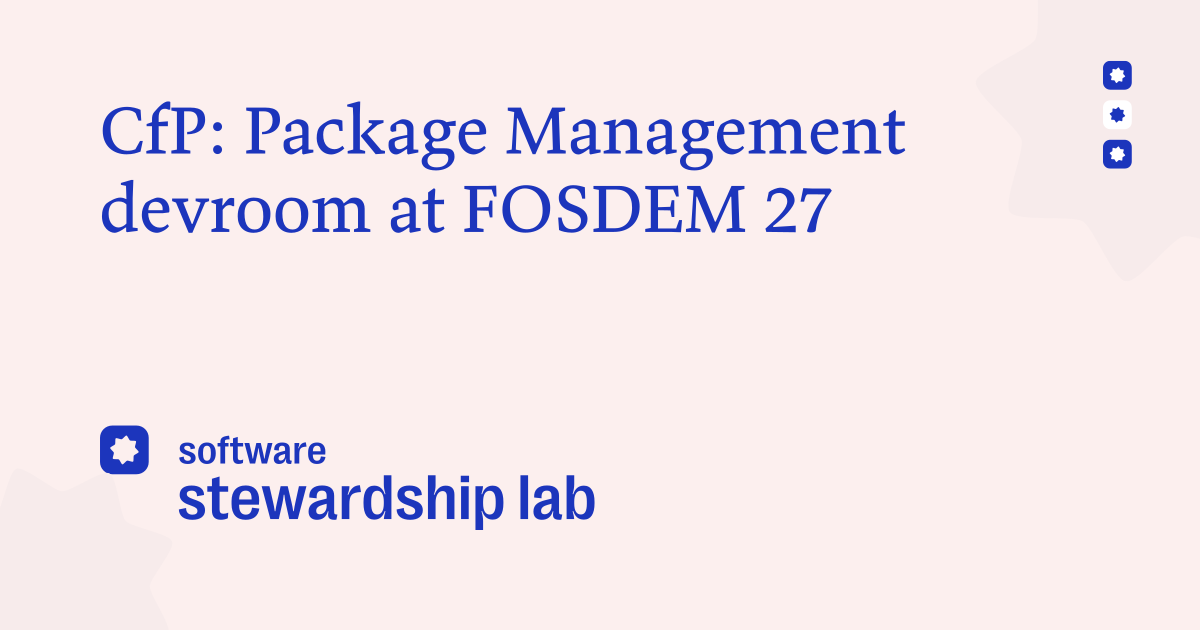 CfP: Package Management
devroom at FOSDEM 27
software
stewardship lab